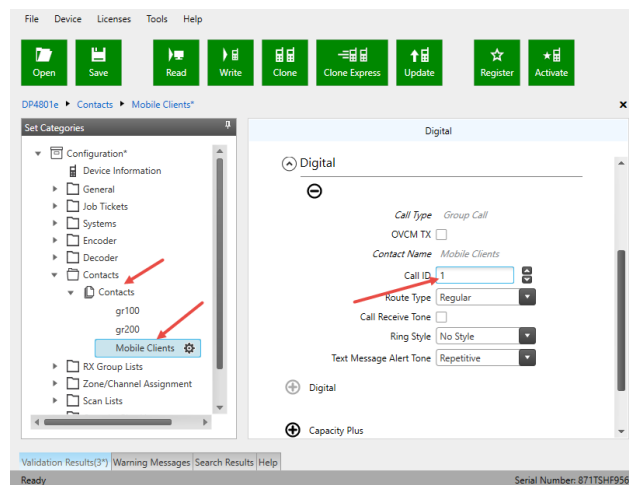 File Device Licenses Tools Help
Open Save Read Write Clone Clone Express Update Register Activate
DP4801e Contacts Mobile Clients*
Set Categories
Configuration*
Device Information
General
Job Tickets
Systems
Encoder
Decoder
Contacts
Contacts
gr100
gr200
Mobile Clients
RX Group Lists
Zone/Channel Assignment
Scan Lists
Digital
Digital
Call Type Group Call
OVCM TX
Contact Name Mobile Clients
Call ID 1
Route Type Regular
Call Receive Tone
Ring Style No Style
Text Message Alert Tone Repetitive
Digital
Capacity Plus
Validation Results(3*) Warning Messages Search Results Help
Ready Serial Number: 871TSHF956